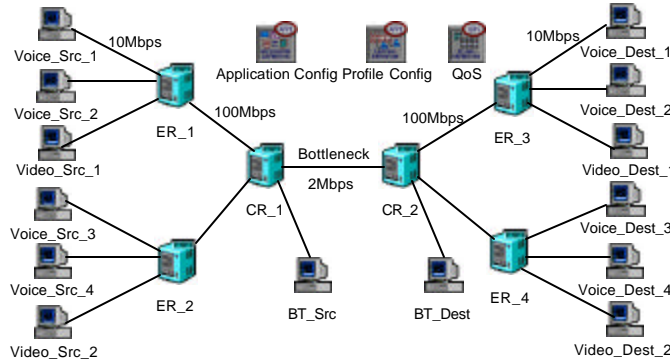 10Mbps
Voice_Src_1
Voice_Src_2
Video_Src_1
ER_1
100Mbps
Application Config
Profile Config
QoS
10Mbps
Voice_Dest_1
Voice_Dest_2
Video_Dest_1
100Mbps
ER_3
Bottleneck
2Mbps
CR_1
CR_2
Voice_Src_3
Voice_Src_4
Video_Src_2
ER_2
BT_Src
BT_Dest
ER_4
Voice_Dest_3
Voice_Dest_4
Video_Dest_2